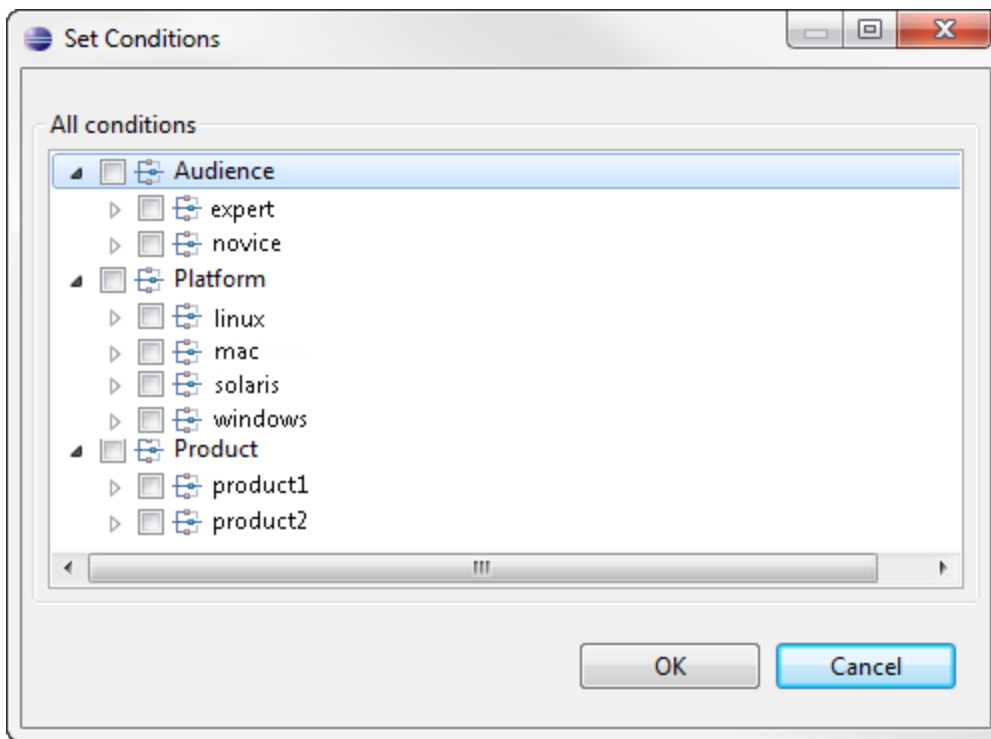 Set Conditions
All conditions
Audience
expert
novice
Platform
linux
mac
solaris
windows
Product
product1
product2
OK
Cancel